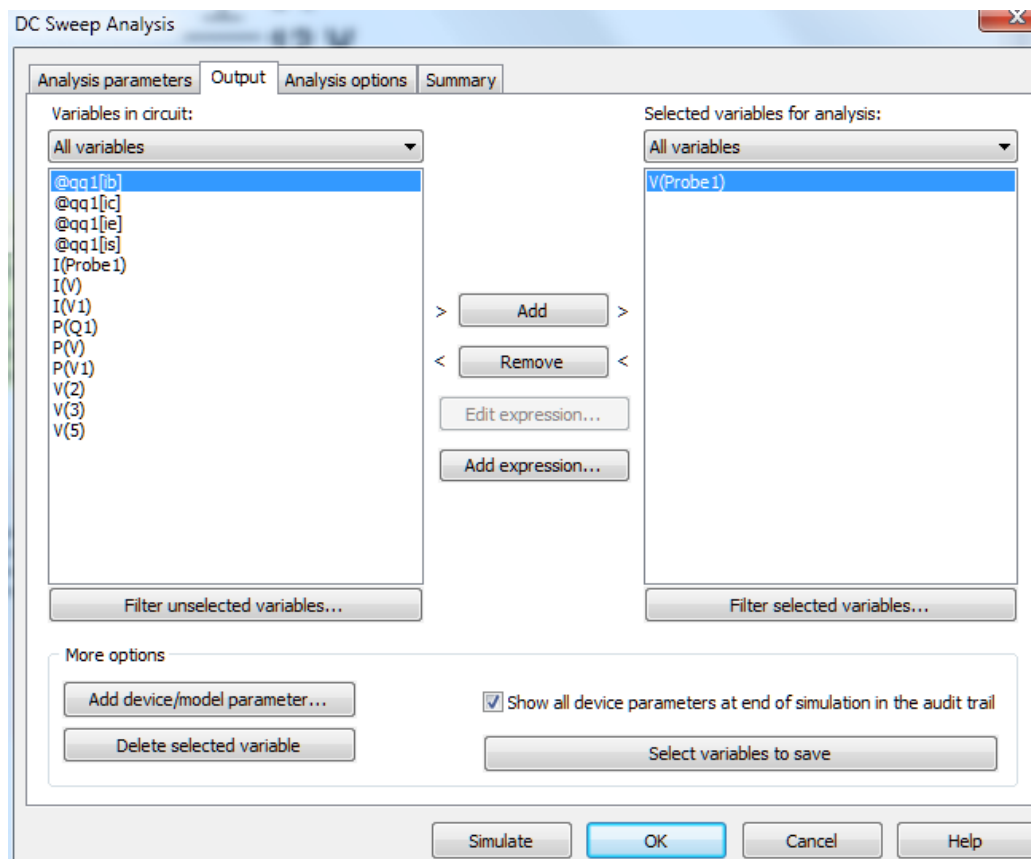 DC Sweep Analysis
X
Analysis parameters Output Analysis options Summary
Variables in circuit:
All variables
@qq1[ib]
@qq1[ic]
@qq1[ie]
@qq1[is]
I(Probe1)
I(V)
I(V1)
P(Q1)
P(V)
P(V1)
V(2)
V(3)
V(5)
Filter unselected variables...
> Add >
< Remove <
Edit expression...
Add expression...
Selected variables for analysis:
All variables
V(Probe1)
Filter selected variables...
More options
Add device/model parameter...
Delete selected variable
Show all device parameters at end of simulation in the audit trail
Select variables to save
Simulate OK Cancel Help